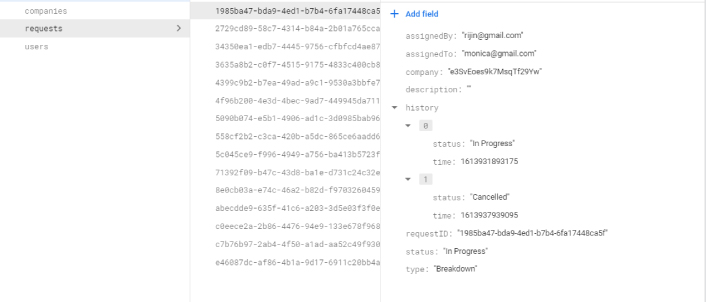 companies
requests
users
1985ba47-bda9-4ed1-b7b4-6fa17448ca5
2729cd89-58c7-4314-b84a-2b01a765cca
34350ea1-edb7-4445-9756-cfbfcd4ae87
3635a8b2-c0f7-4515-9175-4833c400cb8
4399c9b2-b7ea-49ad-a9c1-9530a3bbfe7
4f96b200-4e3d-4bec-9ad7-449945da711
5090b074-e5b1-4906-ad1c-3d0985bab96
558cf2b2-c3ca-420b-a5dc-865ce6aadd6
5c045ce9-f996-4949-a756-ba413b5723f
71392f09-b47c-43d8-ba1e-d731c24c32e
8e0cb03a-e74c-46a2-b82d-f9703260459
abecdde9-635f-41c6-a203-3d5e03f3f0e
c0eece2a-2b86-4476-94e9-133e678f968
c7b76b97-2ab4-4f50-a1ad-aa52c49f930
e46087dc-af86-4b1a-9d17-6911c20bb4a
Add field
assignedBy: "rijin@gmail.com"
assignedTo: "monica@gmail.com"
company: "e3SvEoes9k7MsqTf29Yw"
description: ""
history
0
status: "In Progress"
time: 1613931893175
1
status: "Cancelled"
time: 1613937939095
requestID: "1985ba47-bda9-4ed1-b7b4-6fa17448ca5f"
status: "In Progress"
type: "Breakdown"